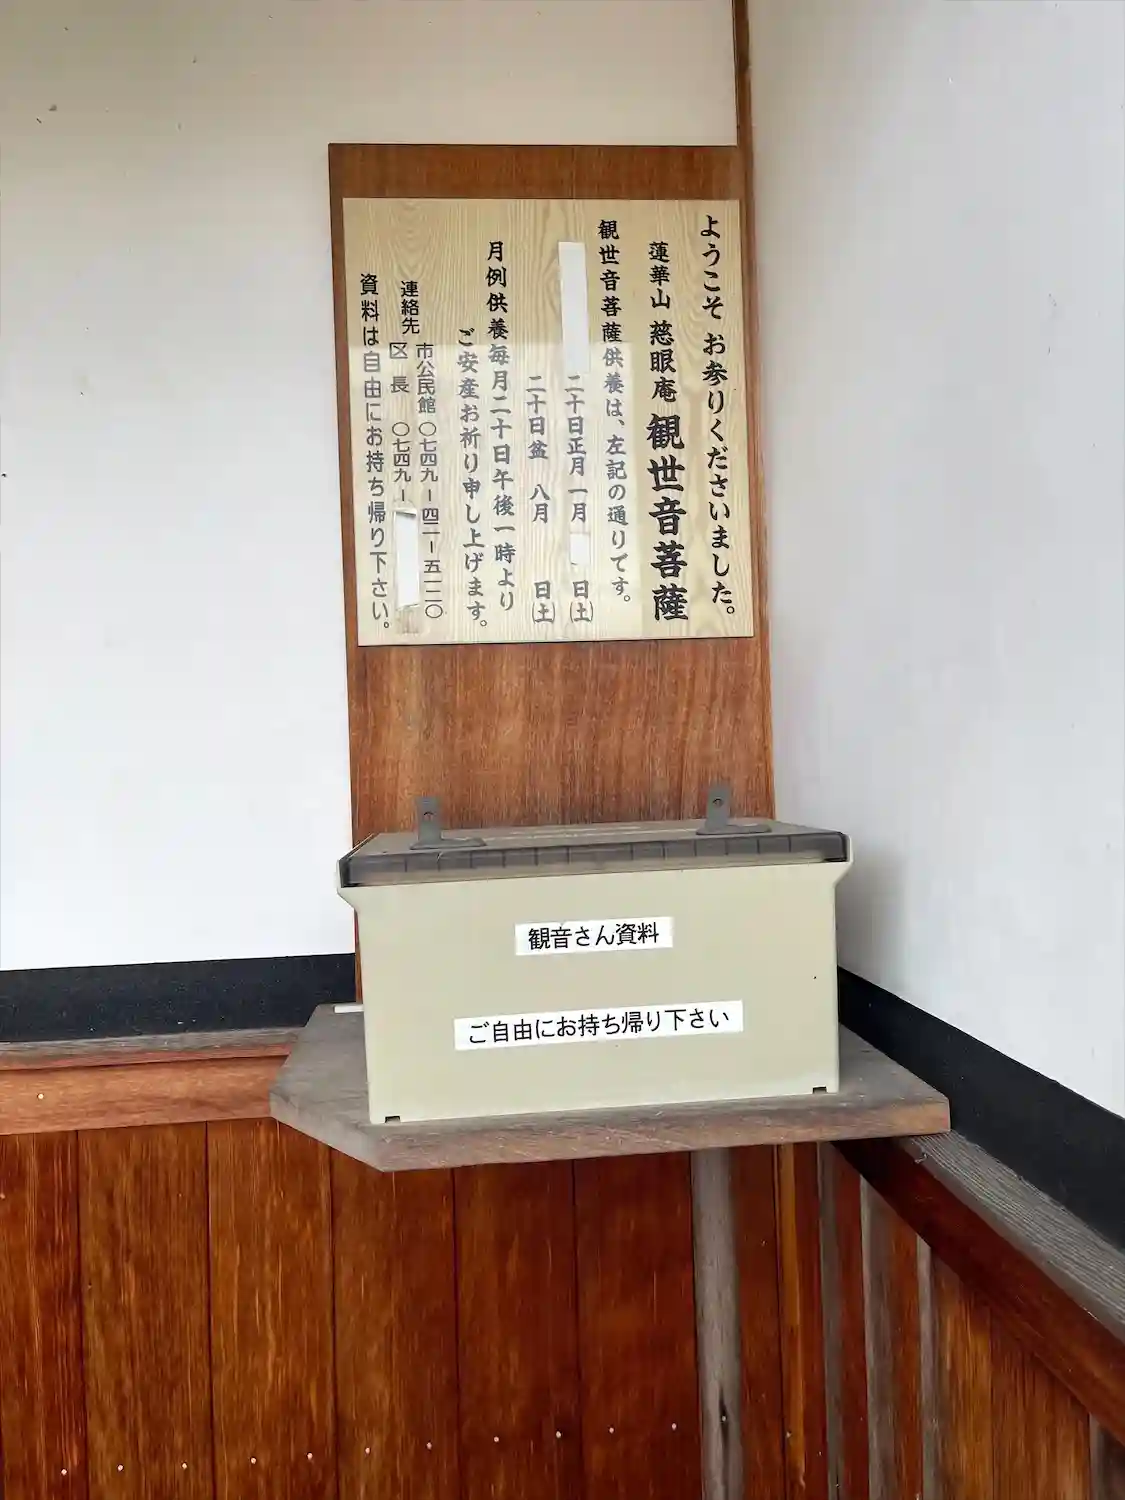 ようこそ お参りくださいました。
蓮華山 慈眼庵 観世音菩薩
観世音菩薩供養は、左記の通りです。
二十日正月 一月 日(土)
二十日盆 八月 日(土)
月例供養毎月二十日午後一時より
ご安産お祈り申し上げます。
連絡先 市公民館 〇七四九ー四二ー五一二〇
区長 〇七四九ー
資料は自由にお持ち帰り下さい。
観音さん資料
ご自由にお持ち帰り下さい